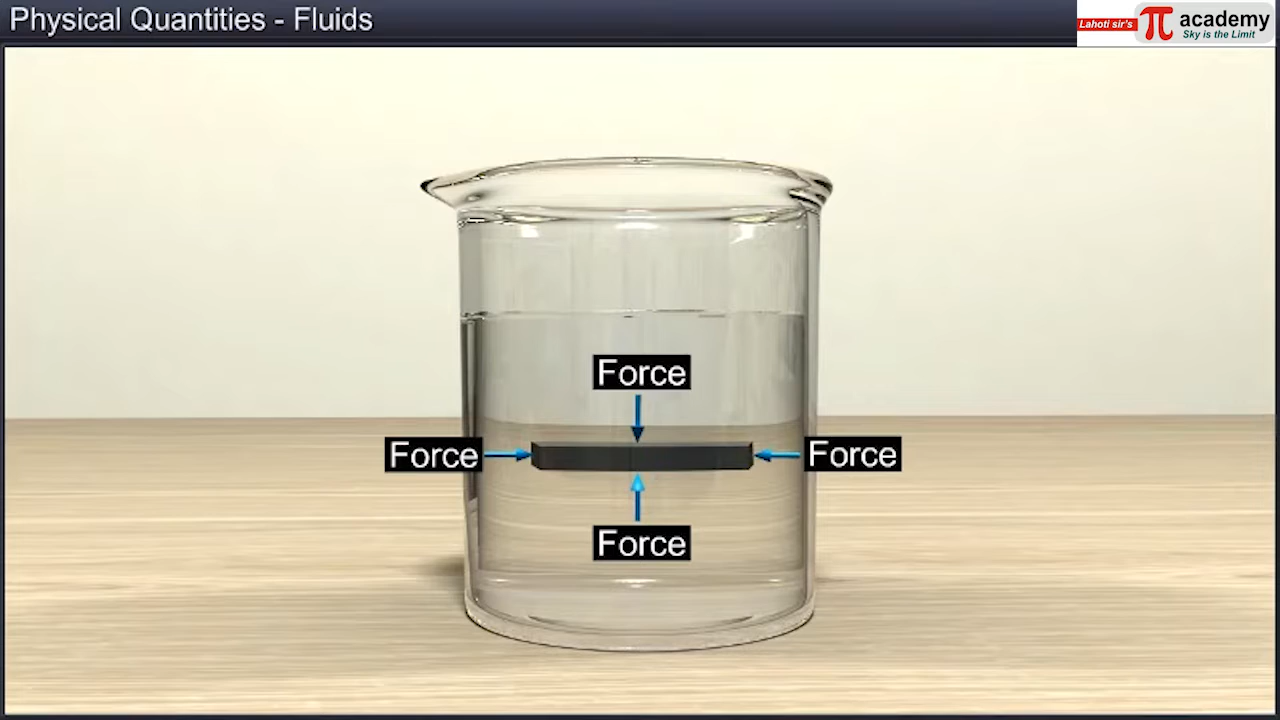 Physical Quantities - Fluids
Lahoti sir's
π academy
Sky is the Limit
Force
Force
Force
Force